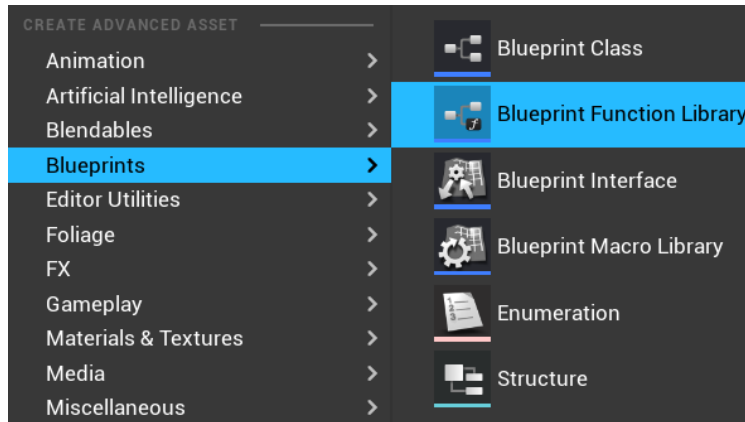 CREATE ADVANCED ASSET
Animation
Artificial Intelligence
Blendables
Blueprints
Editor Utilities
Foliage
FX
Gameplay
Materials & Textures
Media
Miscellaneous
Blueprint Class
Blueprint Function Library
Blueprint Interface
Blueprint Macro Library
Enumeration
Structure